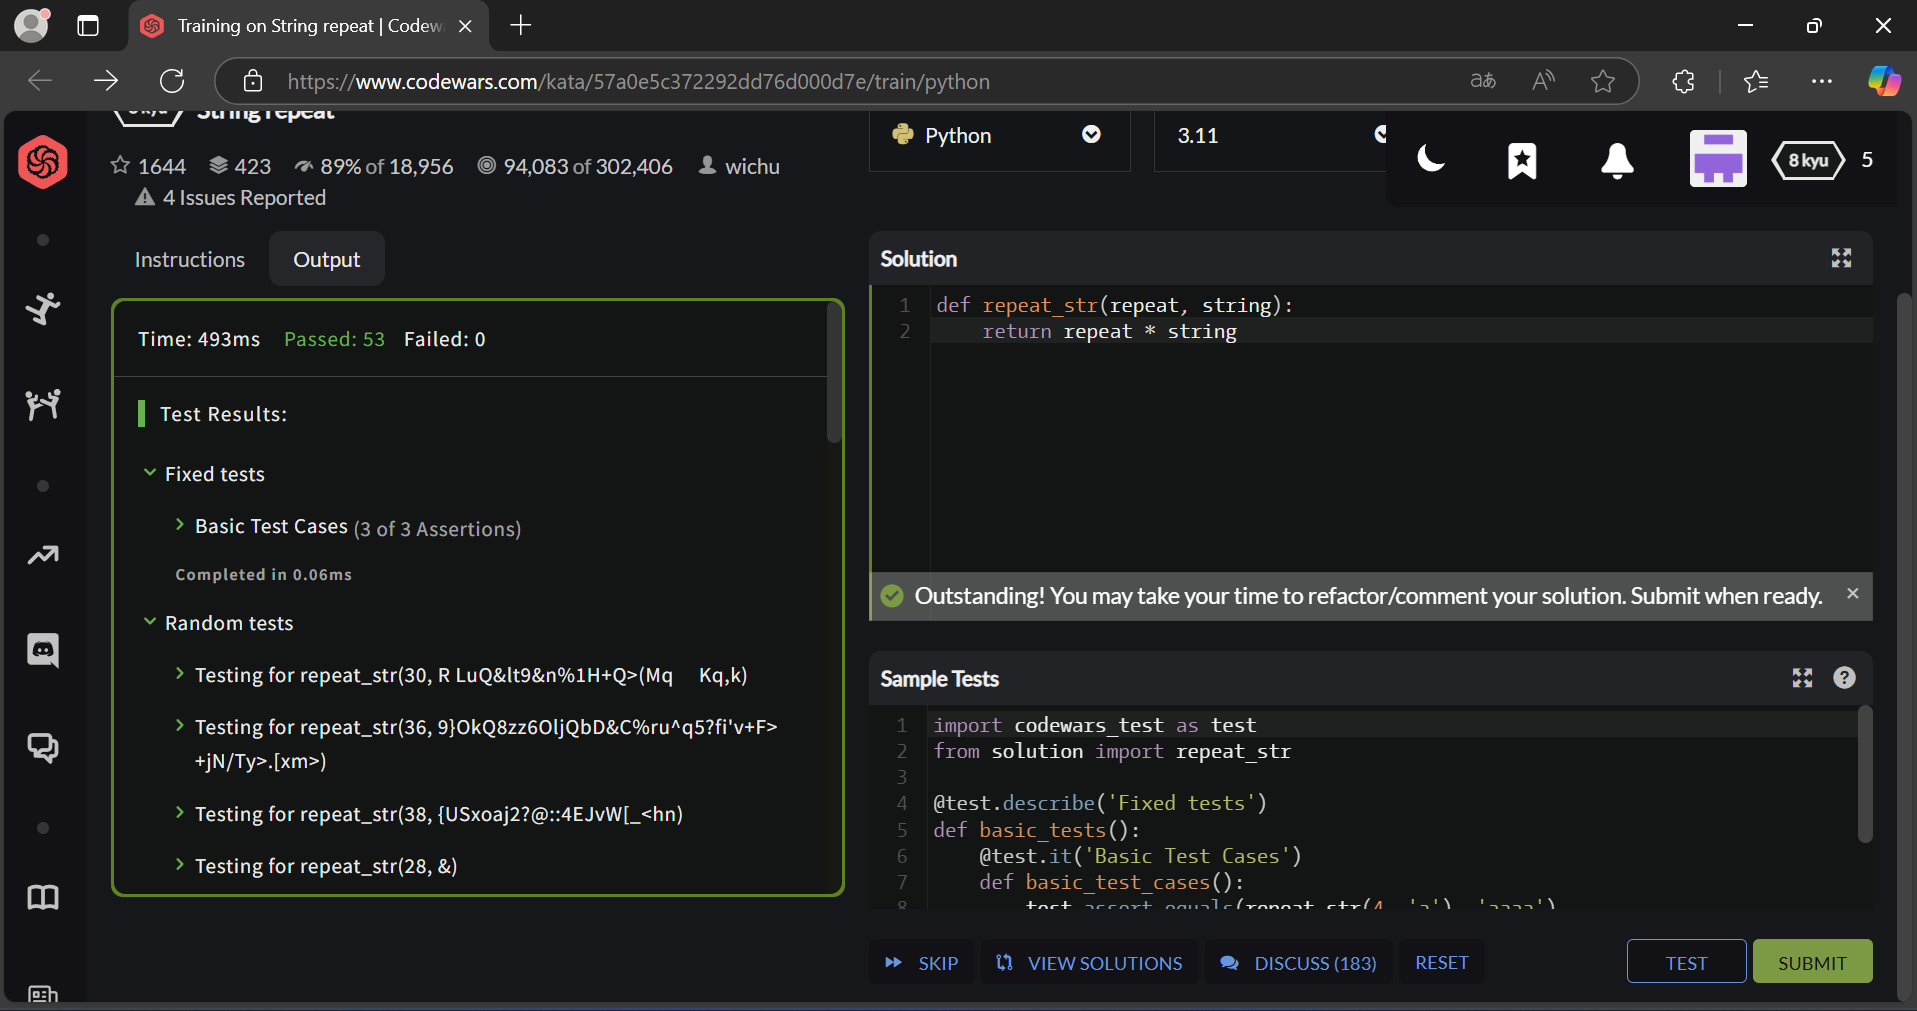 Training on String repeat | Codew
https://www.codewars.com/kata/57a0e5c372292dd76d000d7e/train/python
String repeat
1644 423 89% of 18,956 94,083 of 302,406 wichu
4 Issues Reported
Python
3.11
8 kyu
5
Instructions
Output
Time: 493ms Passed: 53 Failed: 0
Test Results:
Fixed tests
Basic Test Cases (3 of 3 Assertions)
Completed in 0.06ms
Random tests
Testing for repeat_str(30, R LuQ&lt9&n%1H+Q>(Mq    Kq,k)
Testing for repeat_str(36, 9}OkQ8zz6OljQbD&C%ru^q5?fi'v+F>
+jN/Ty>.[xm>)
Testing for repeat_str(38, {USxoaj2?@::4EJvW[_<hn)
Testing for repeat_str(28, &)
Solution
1 def repeat_str(repeat, string):
2     return repeat * string
Outstanding! You may take your time to refactor/comment your solution. Submit when ready.
Sample Tests
1 import codewars_test as test
2 from solution import repeat_str
3
4 @test.describe('Fixed tests')
5 def basic_tests():
6     @test.it('Basic Test Cases')
7     def basic_test_cases():
8         test.assert_equals(repeat_str(4, 'a'), 'aaaa')
SKIP
VIEW SOLUTIONS
DISCUSS (183)
RESET
TEST
SUBMIT